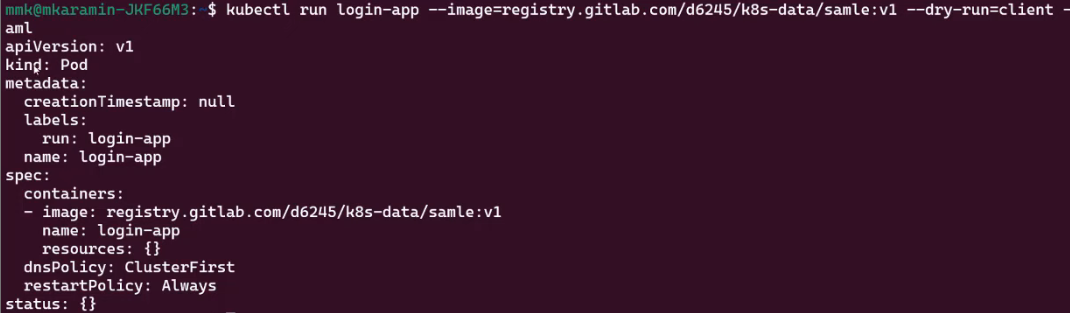 mmk@mkaramin-JKF66M3:~$ kubectl run login-app --image=registry.gitlab.com/d6245/k8s-data/samle:v1 --dry-run=client -
aml
apiVersion: v1
kind: Pod
metadata:
  creationTimestamp: null
  labels:
    run: login-app
  name: login-app
spec:
  containers:
  - image: registry.gitlab.com/d6245/k8s-data/samle:v1
    name: login-app
    resources: {}
  dnsPolicy: ClusterFirst
  restartPolicy: Always
status: {}